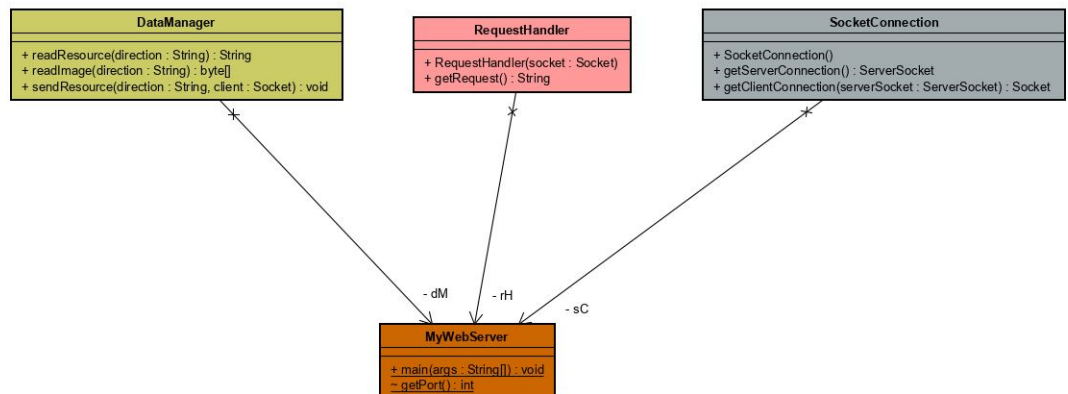 DataManager
+ readResource(direction : String) : String
+ readImage(direction : String) : byte[]
+ sendResource(direction : String, client : Socket) : void
RequestHandler
+ RequestHandler(socket : Socket)
+ getRequest() : String
SocketConnection
+ SocketConnection()
+ getServerConnection() : ServerSocket
+ getClientConnection(serverSocket : ServerSocket) : Socket
- dM
- rH
- sC
MyWebServer
+ main(args : String[]) : void
~ getPort() : int